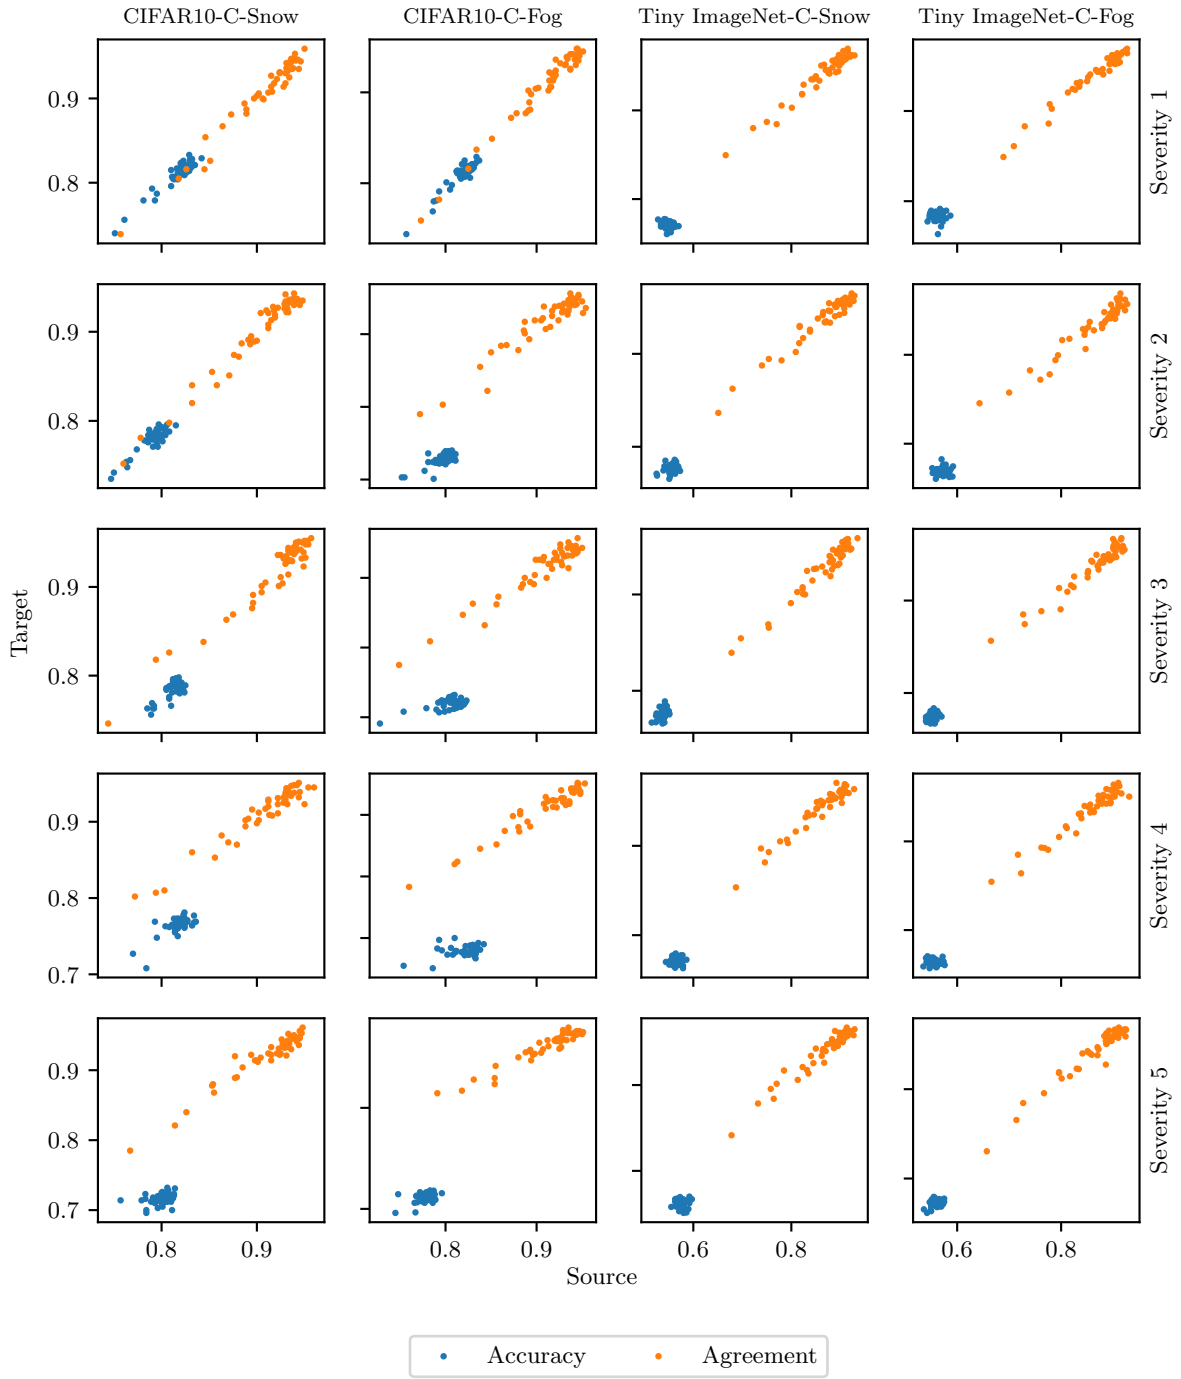 CIFAR10-C-Snow CIFAR10-C-Fog Tiny ImageNet-C-Snow Tiny ImageNet-C-Fog
0.9
0.8
Severity 1
0.9
0.8
Severity 2
Target
0.9
0.8
Severity 3
0.9
0.8
0.7
Severity 4
0.9
0.8
0.7
Severity 5
0.8 0.9 0.8 0.9 0.6 0.8 0.6 0.8
Source
Accuracy Agreement